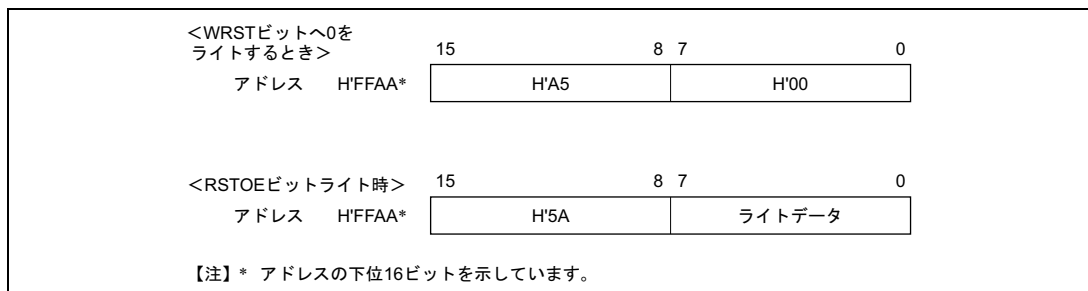 ＜WRSTビットへ0を
ライトするとき＞
15 8 7 0
アドレス H'FFAA* H'A5 H'00
＜RSTOEビットライト時＞ 15 8 7 0
アドレス H'FFAA* H'5A ライトデータ
【注】* アドレスの下位16ビットを示しています。